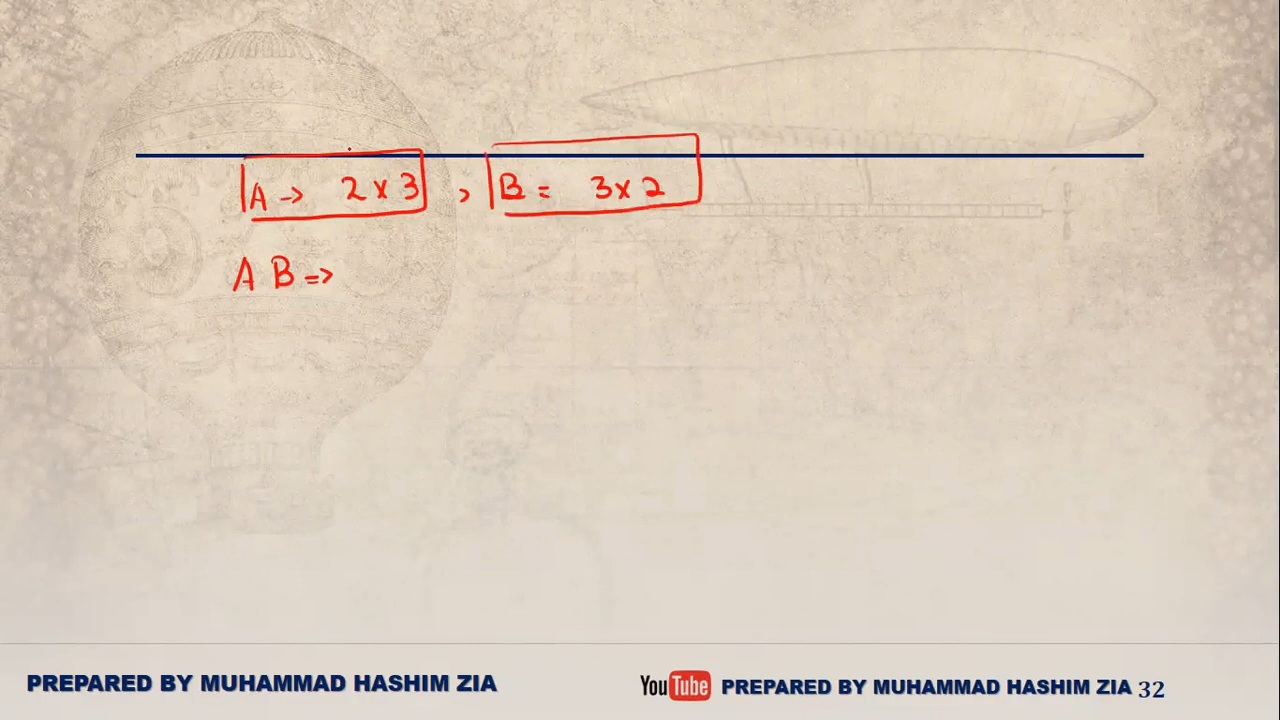 A → 2 x 3 , B = 3 x 2
A B ⇒
PREPARED BY MUHAMMAD HASHIM ZIA
YouTube PREPARED BY MUHAMMAD HASHIM ZIA 32